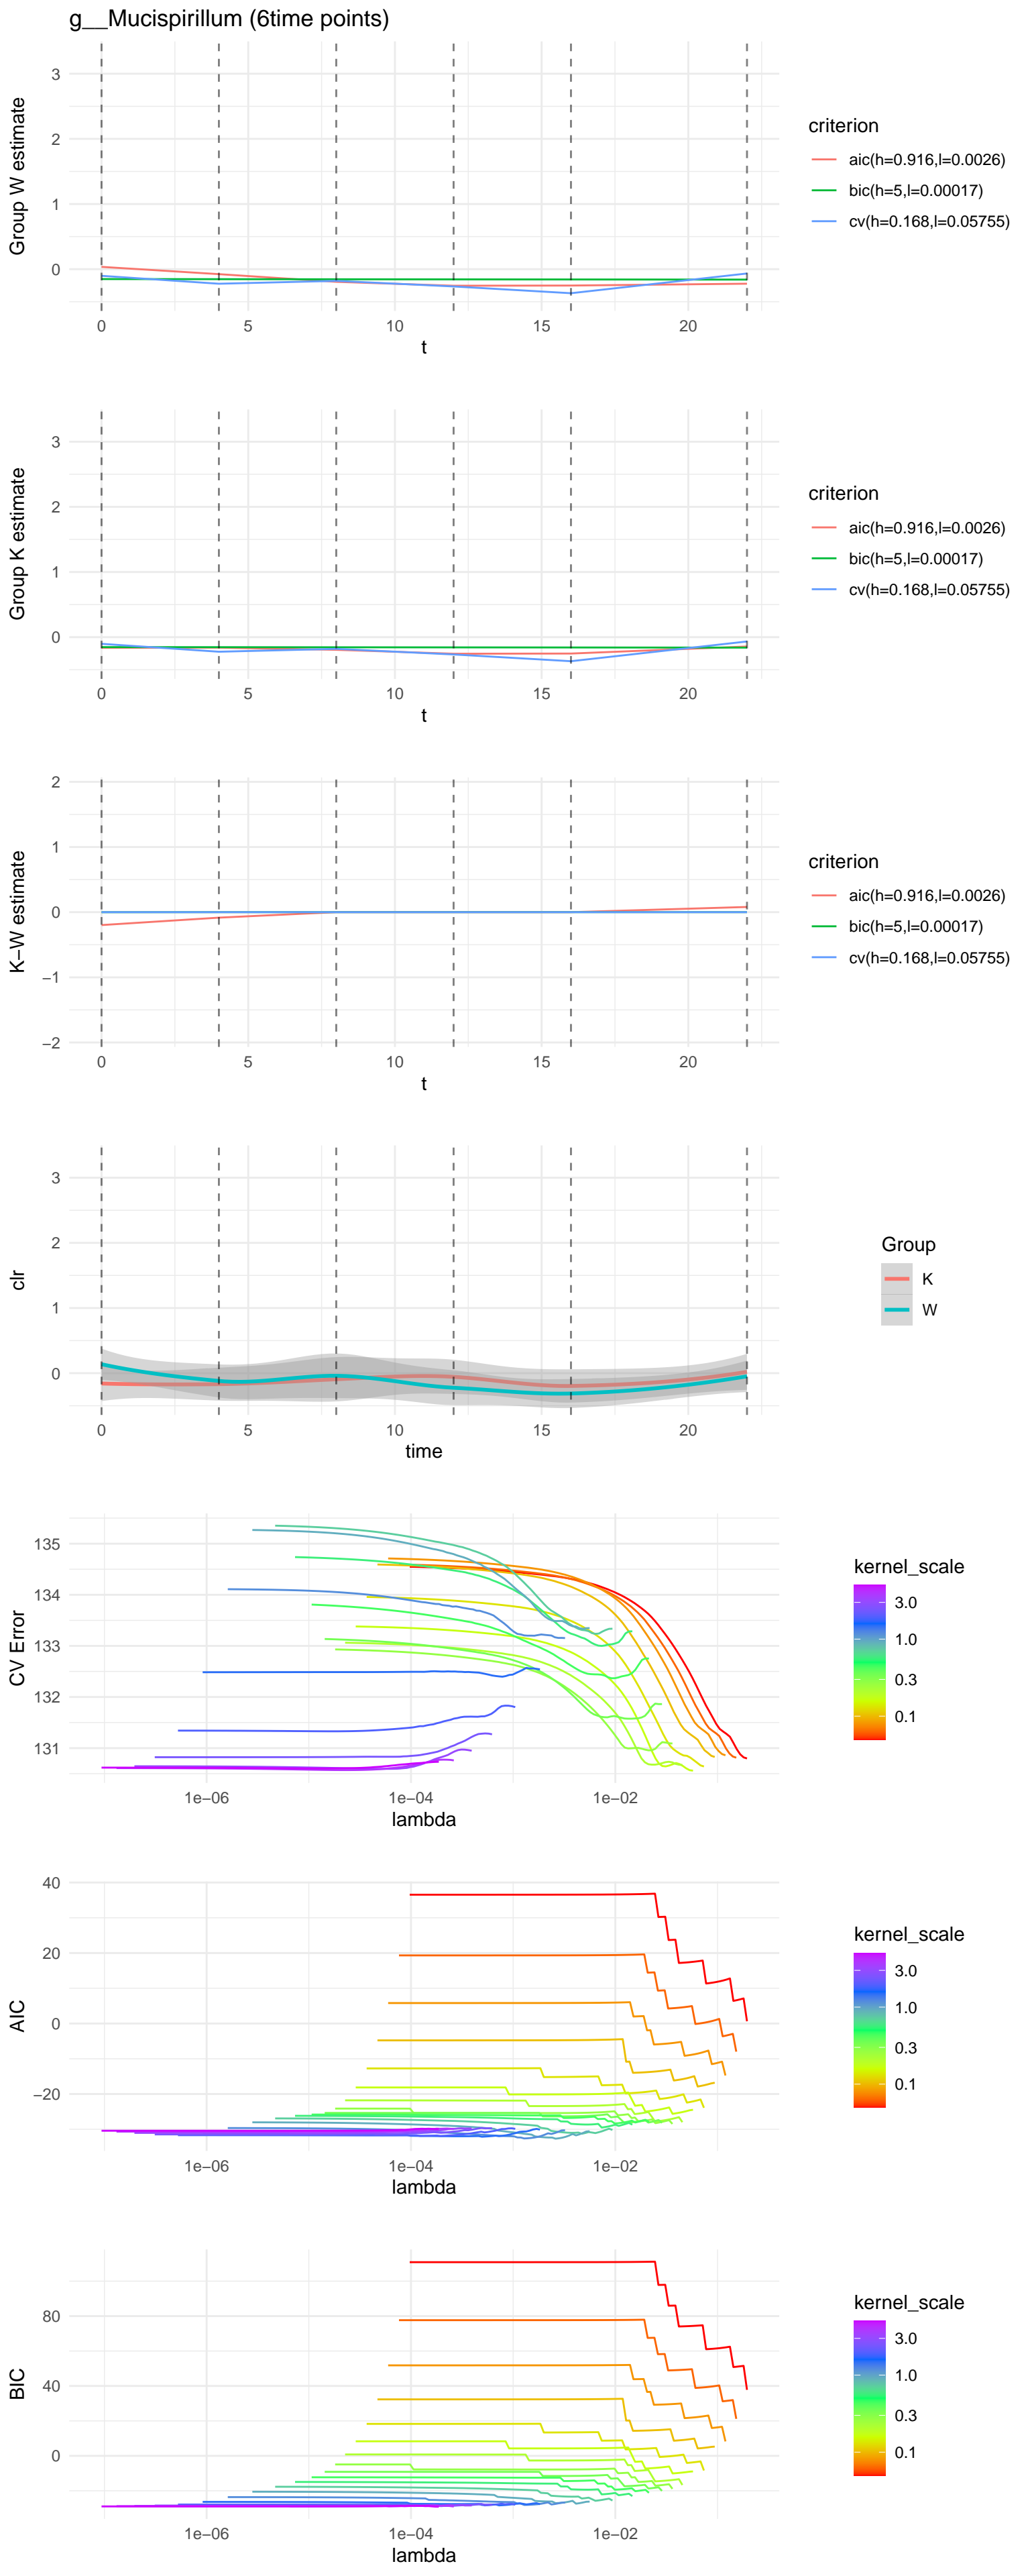 g__Mucispirillum (6time points)
Group W estimate
3
2
1
0
0
5
10
15
20
t
criterion
aic(h=0.916,l=0.0026)
bic(h=5,l=0.00017)
cv(h=0.168,l=0.05755)
Group K estimate
3
2
1
0
0
5
10
15
20
t
criterion
aic(h=0.916,l=0.0026)
bic(h=5,l=0.00017)
cv(h=0.168,l=0.05755)
K−W estimate
2
1
0
−1
−2
0
5
10
15
20
t
criterion
aic(h=0.916,l=0.0026)
bic(h=5,l=0.00017)
cv(h=0.168,l=0.05755)
clr
3
2
1
0
0
5
10
15
20
time
Group
K
W
CV Error
135
134
133
132
131
1e−06
1e−04
1e−02
lambda
kernel_scale
3.0
1.0
0.3
0.1
AIC
40
20
0
−20
1e−06
1e−04
1e−02
lambda
kernel_scale
3.0
1.0
0.3
0.1
BIC
80
40
0
1e−06
1e−04
1e−02
lambda
kernel_scale
3.0
1.0
0.3
0.1